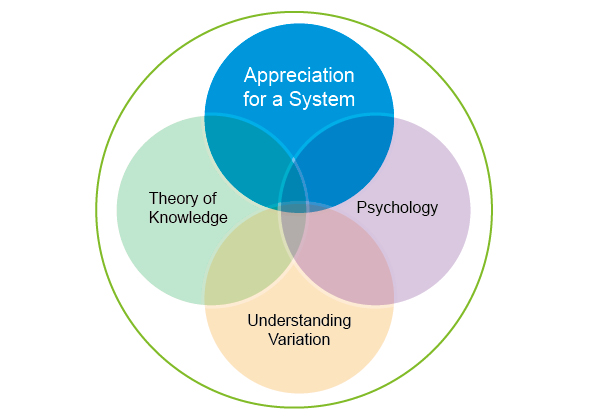 Appreciation
for a System
Theory of
Knowledge
Psychology
Understanding
Variation